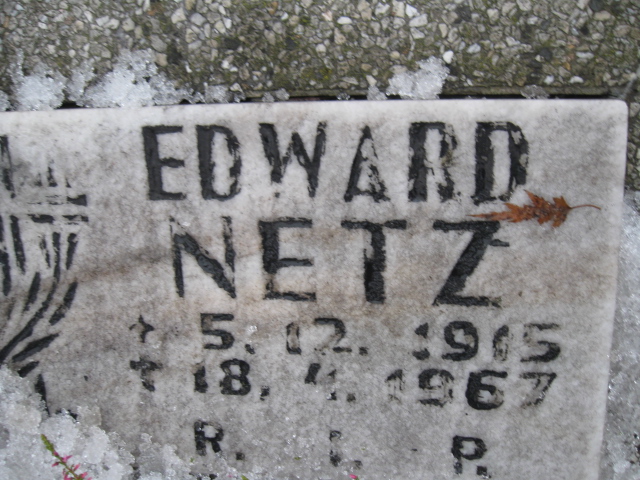 EDWARD
NETZ
* 5. 12. 1915
† 18. 4. 1967
R. I. P.